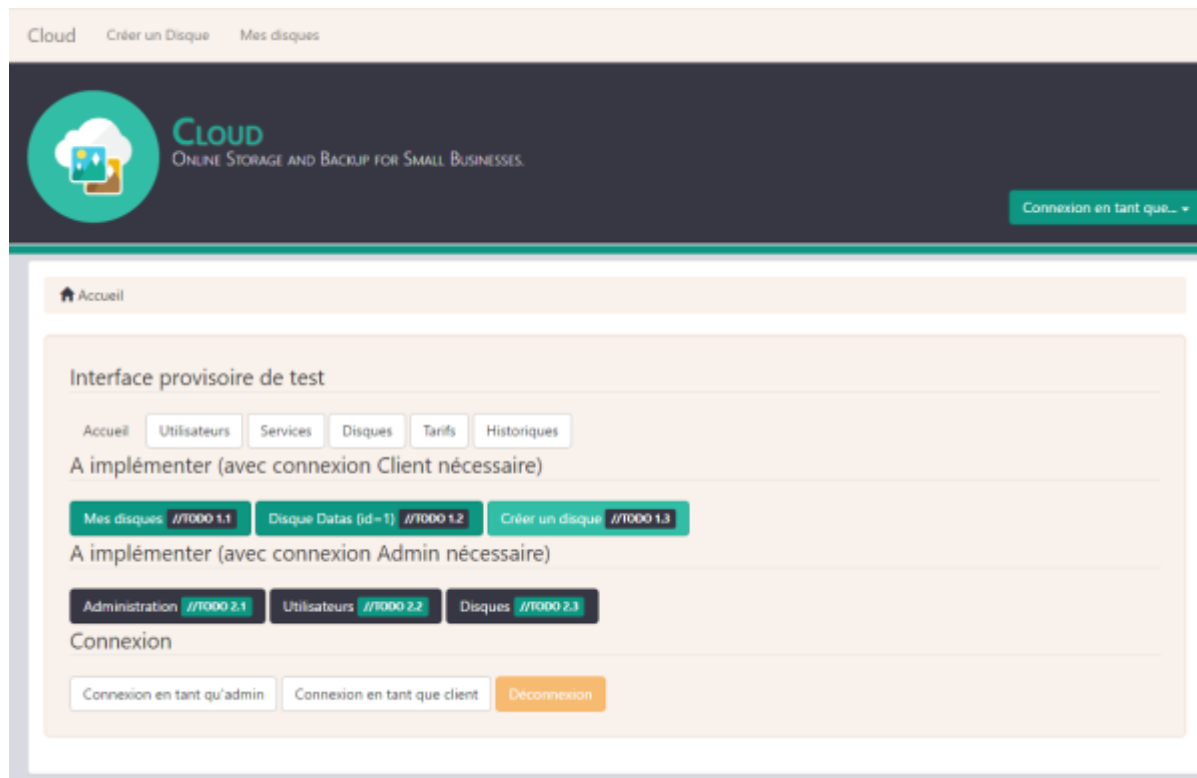 Cloud Créer un Disque Mes disques
CLOUD
ONLINE STORAGE AND BACKUP FOR SMALL BUSINESSES.
Connexion en tant que...
Accueil
Interface provisoire de test
Accueil Utilisateurs Services Disques Tarifs Historiques
A implémenter (avec connexion Client nécessaire)
Mes disques //TODO 1.1 Disque Datas (id=1) //TODO 1.2 Créer un disque //TODO 1.3
A implémenter (avec connexion Admin nécessaire)
Administration //TODO 2.1 Utilisateurs //TODO 2.2 Disques //TODO 2.3
Connexion
Connexion en tant qu'admin Connexion en tant que client Déconnexion